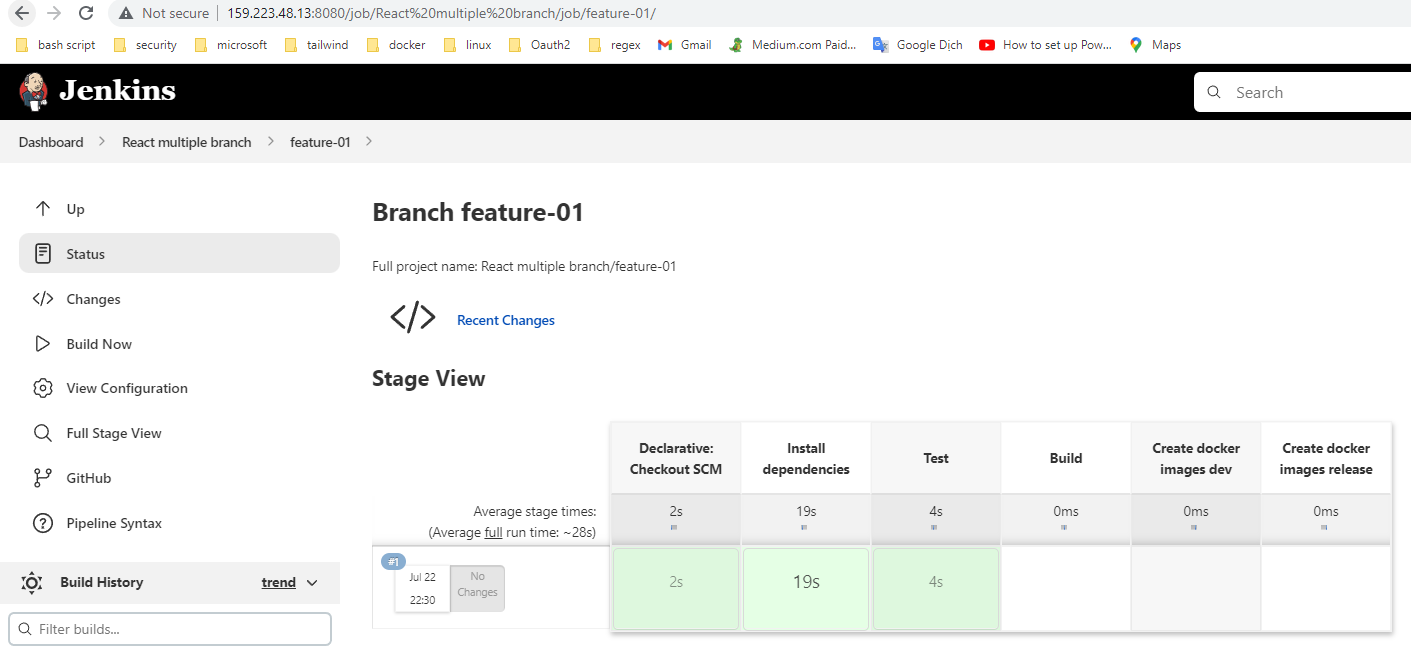 Not secure
159.223.48.13:8080/job/React%20multiple%20branch/job/feature-01/
bash script
security
microsoft
tailwind
docker
linux
Oauth2
regex
Gmail
Medium.com Paid...
Google Dịch
How to set up Pow...
Maps
Jenkins
Search
Dashboard
React multiple branch
feature-01
Up
Status
Changes
Build Now
View Configuration
Full Stage View
GitHub
Pipeline Syntax
Build History
trend
Filter builds...
Branch feature-01
Full project name: React multiple branch/feature-01
Recent Changes
Stage View
Declarative:
Checkout SCM
Install
dependencies
Test
Build
Create docker
images dev
Create docker
images release
Average stage times:
(Average full run time: ~28s)
2s
19s
4s
0ms
0ms
0ms
#1
Jul 22
22:30
No
Changes
2s
19s
4s